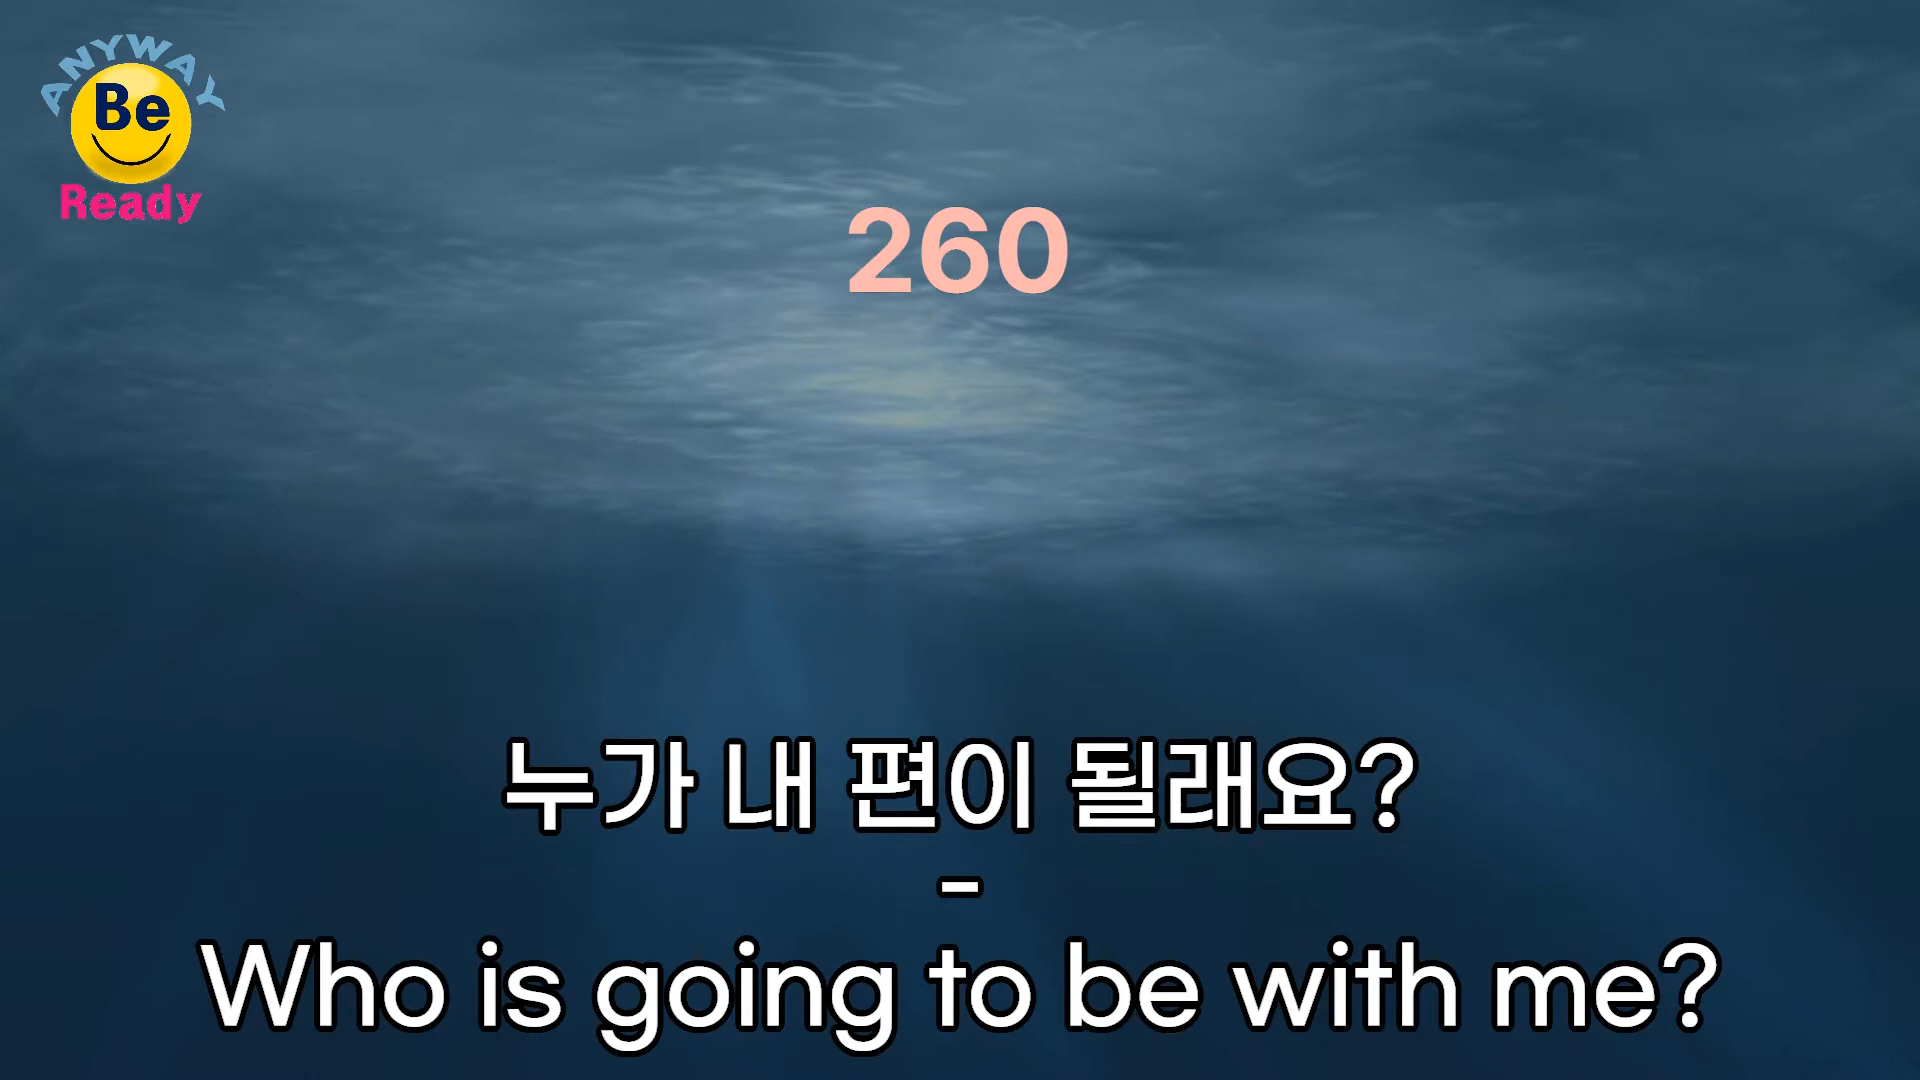 ANYWAY
Be
Ready
260
누가 내 편이 될래요?
-
Who is going to be with me?